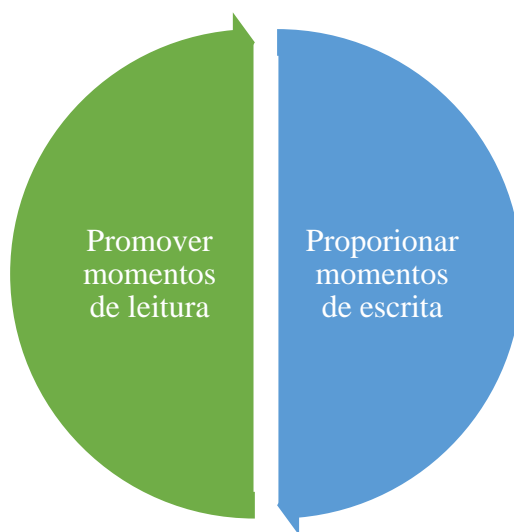 Promover
momentos
de leitura
Proporionar
momentos
de escrita